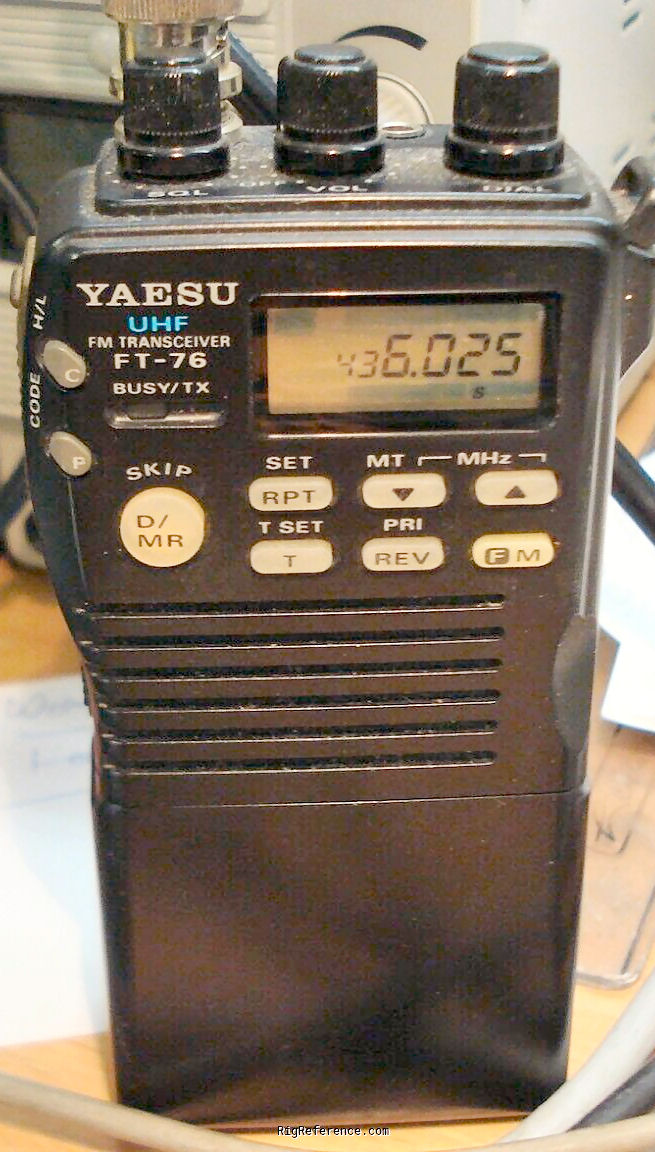 SQL OFF VOL DIAL
YAESU
UHF
FM TRANSCEIVER
FT-76
BUSY/TX
H/L
CODE
C
P
436.025
S
SKIP
D/
MR
SET MT MHz
RPT ▼ ▲
T SET PRI
T REV F M
RigReference.com